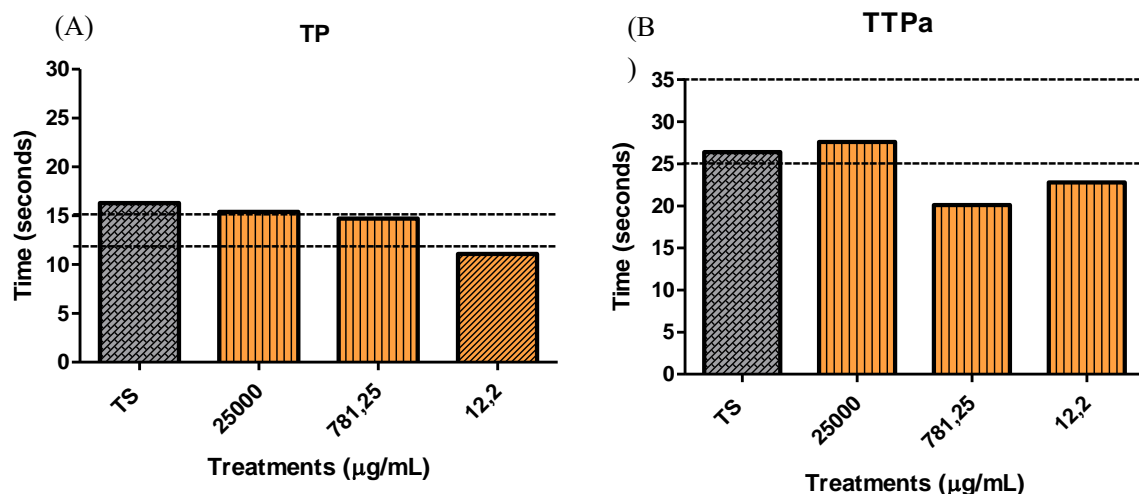 (A)
TP
30
25
20
15
10
5
0
Time (seconds)
TS
25000
781,25
12,2
Treatments (µg/mL)
(B
)
TTPa
35
30
25
20
15
10
5
0
Time (seconds)
TS
25000
781,25
12,2
Treatments (µg/mL)